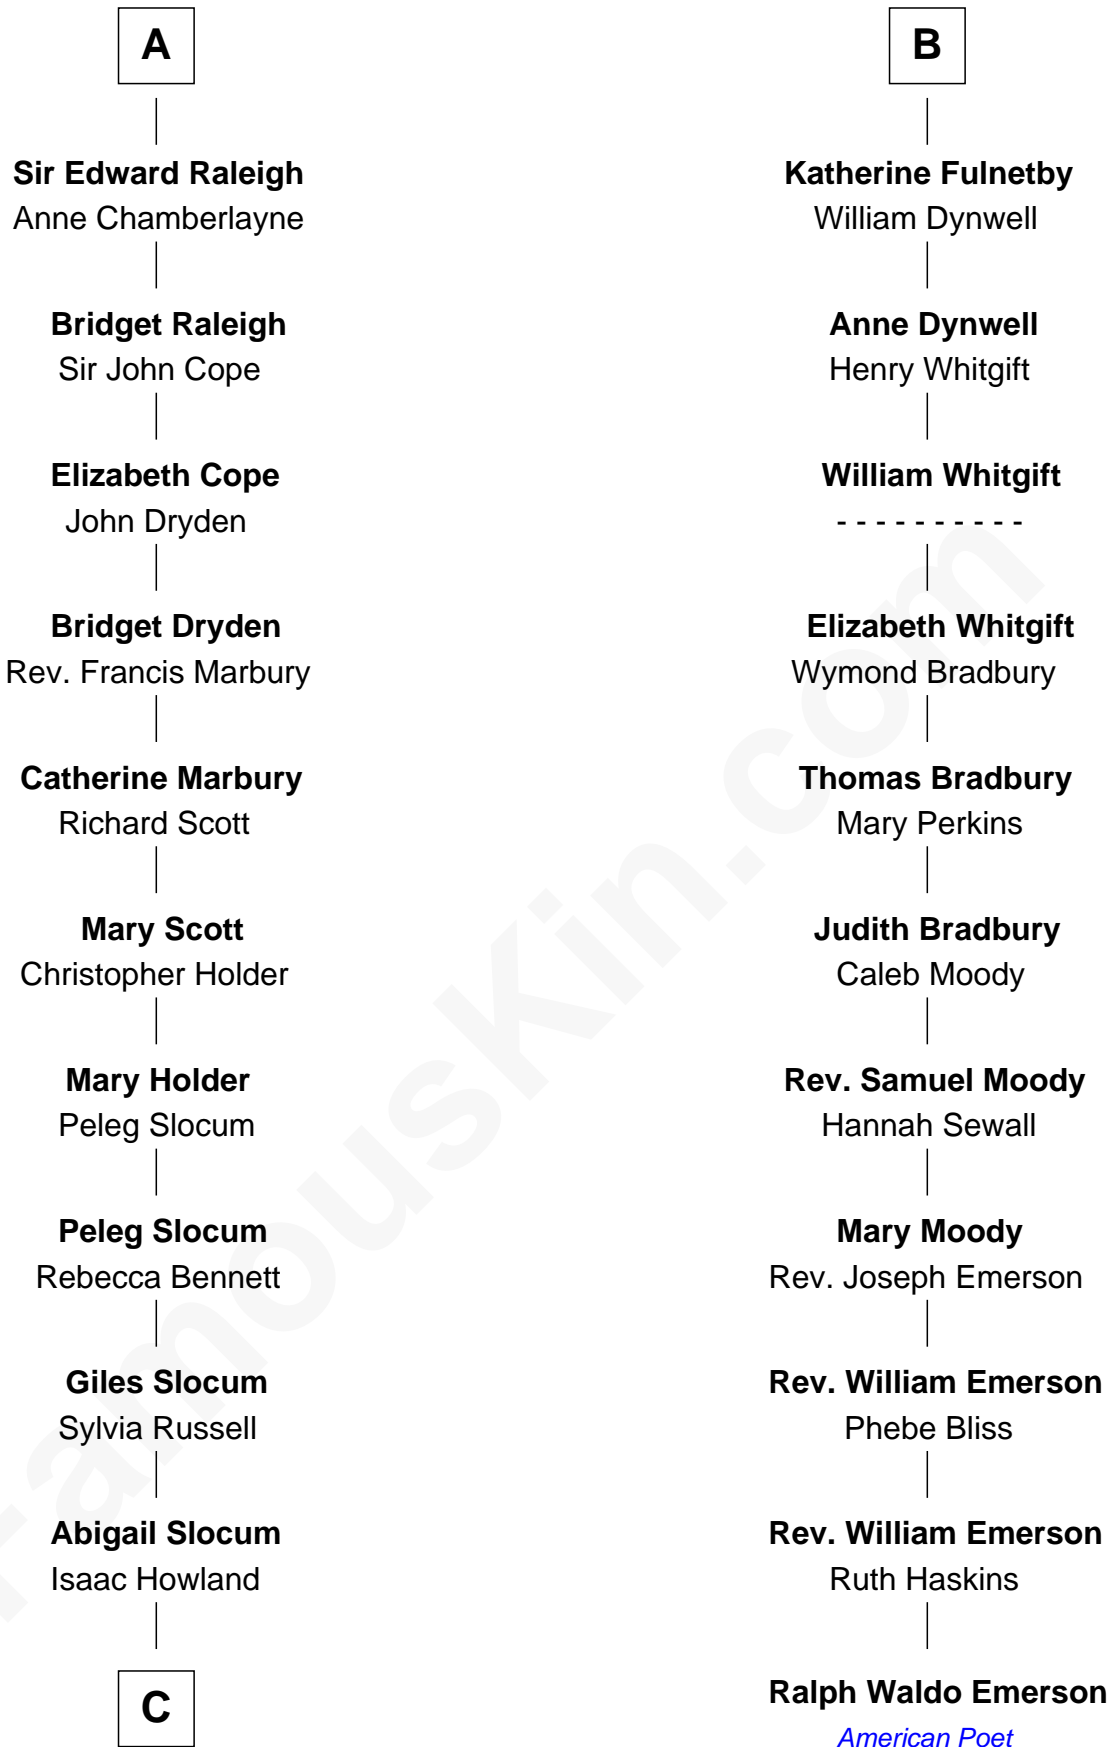 A
Sir Edward Raleigh
Anne Chamberlayne
Bridget Raleigh
Sir John Cope
Elizabeth Cope
John Dryden
Bridget Dryden
Rev. Francis Marbury
Catherine Marbury
Richard Scott
Mary Scott
Christopher Holder
Mary Holder
Peleg Slocum
Peleg Slocum
Rebecca Bennett
Giles Slocum
Sylvia Russell
Abigail Slocum
Isaac Howland
C
B
Katherine Fulnetby
William Dynwell
Anne Dynwell
Henry Whitgift
William Whitgift
- - - - - - - - - -
Elizabeth Whitgift
Wymond Bradbury
Thomas Bradbury
Mary Perkins
Judith Bradbury
Caleb Moody
Rev. Samuel Moody
Hannah Sewall
Mary Moody
Rev. Joseph Emerson
Rev. William Emerson
Phebe Bliss
Rev. William Emerson
Ruth Haskins
Ralph Waldo Emerson
American Poet
FamousKin.com